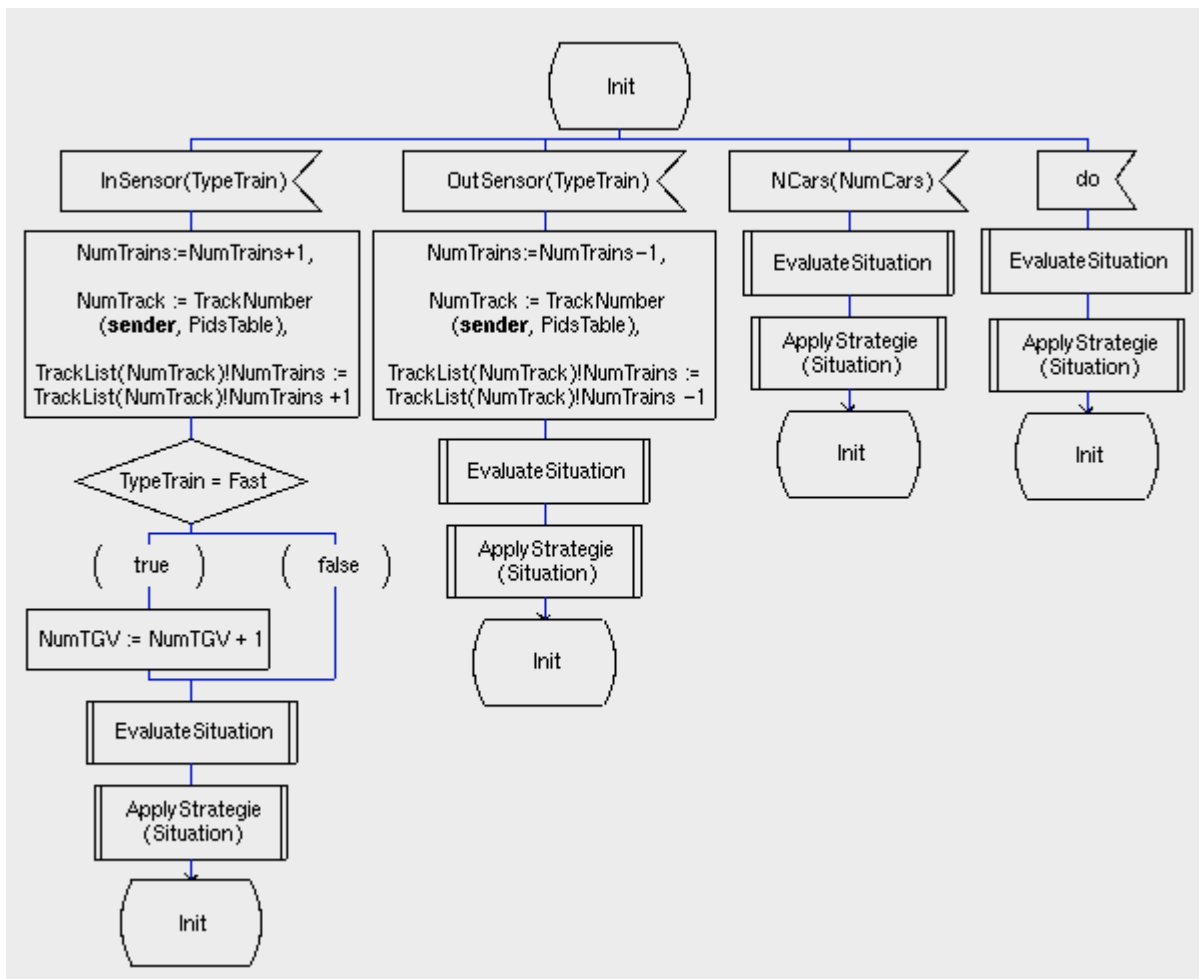 Init
InSensor(TypeTrain)
NumTrains:=NumTrains+1,
NumTrack := TrackNumber
(sender, PidsTable),
TrackList(NumTrack)!NumTrains :=
TrackList(NumTrack)!NumTrains +1
TypeTrain = Fast
( true )
( false )
NumTGV := NumTGV + 1
EvaluateSituation
ApplyStrategie
(Situation)
Init
OutSensor(TypeTrain)
NumTrains:=NumTrains-1,
NumTrack := TrackNumber
(sender, PidsTable),
TrackList(NumTrack)!NumTrains :=
TrackList(NumTrack)!NumTrains -1
EvaluateSituation
ApplyStrategie
(Situation)
Init
NCars(NumCars)
EvaluateSituation
ApplyStrategie
(Situation)
Init
do
EvaluateSituation
ApplyStrategie
(Situation)
Init